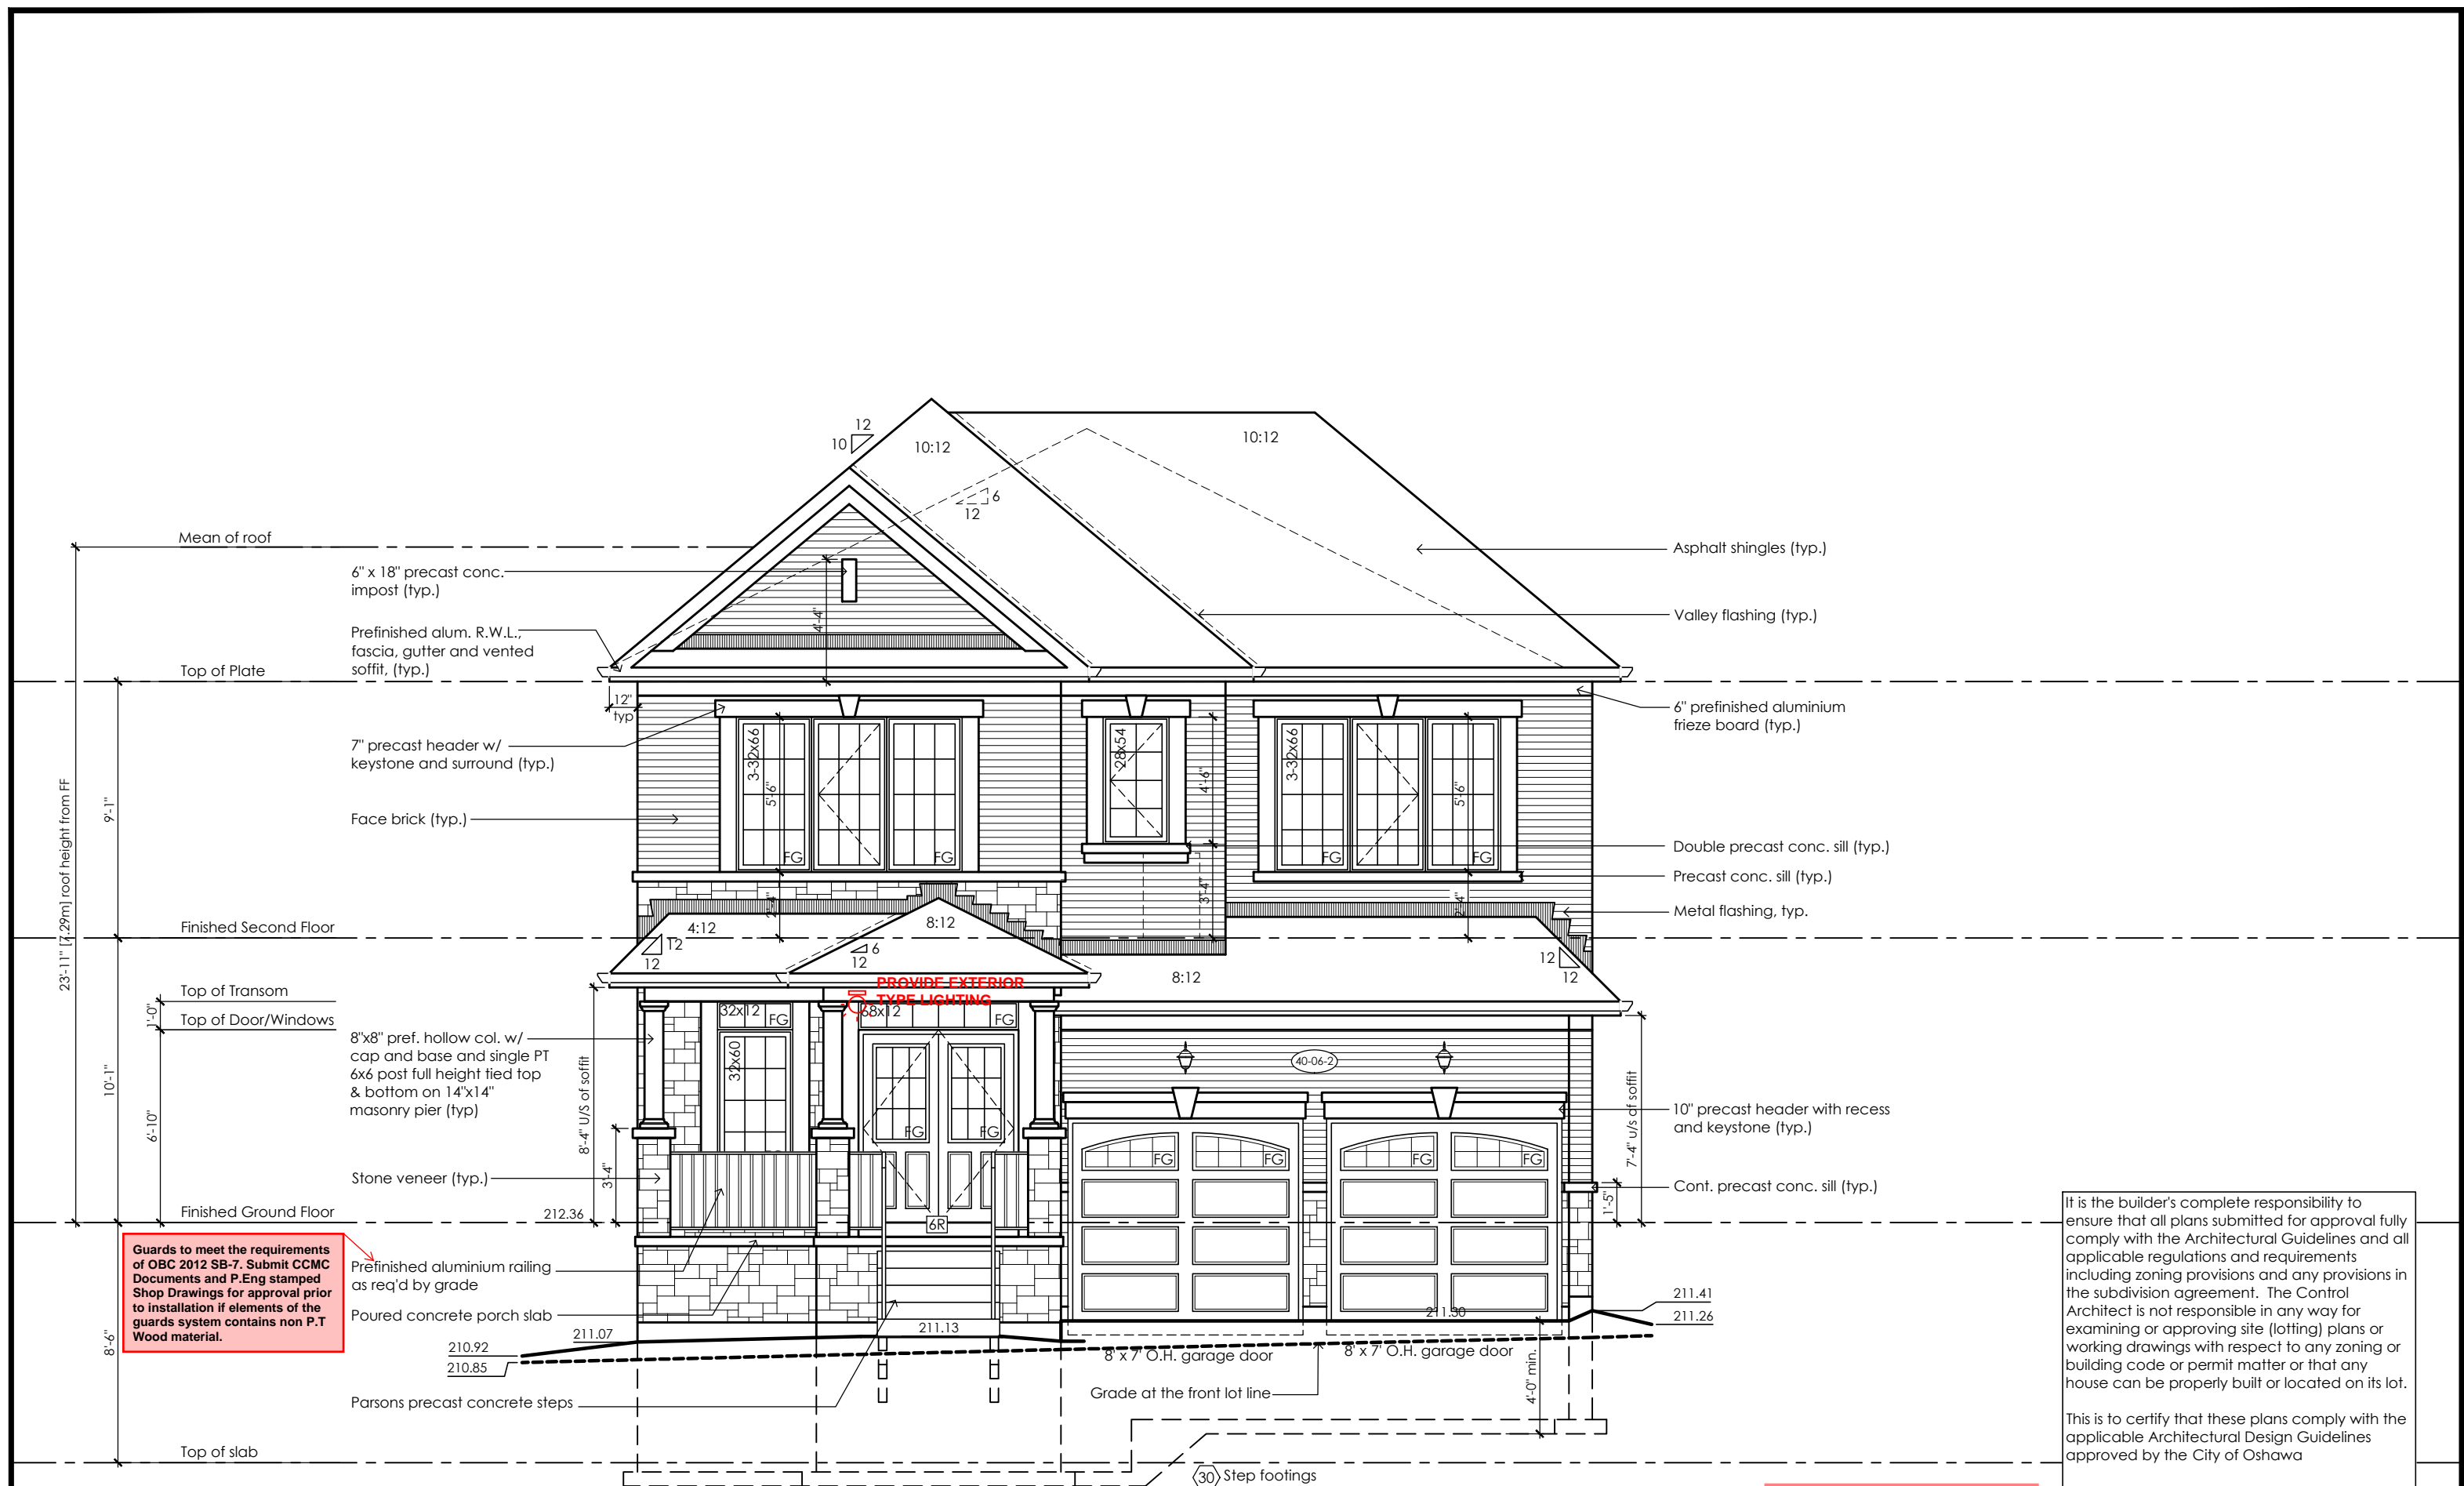 12
10
10:12
10:12
6
12
Mean of roof
6" x 18" precast conc.
impost (typ.)
4'-4"
Asphalt shingles (typ.)
Valley flashing (typ.)
Prefinished alum. R.W.L.,
fascia, gutter and vented
soffit, (typ.)
Top of Plate
12"
typ
6" prefinished aluminium
frieze board (typ.)
7" precast header w/
keystone and surround (typ.)
3-32x66
5'-6"
28x54
4'-6"
3-32x66
5'-6"
23'-11" [7.29m] roof height from FF
9'-1"
Face brick (typ.)
FG
FG
FG
FG
Double precast conc. sill (typ.)
Precast conc. sill (typ.)
2'-4"
3'-4"
2'-4"
Metal flashing, typ.
Finished Second Floor
4:12
8:12
12
12
6
12
12
12
8:12
PROVIDE EXTERIOR
TYPE LIGHTING
Top of Transom
1'-0"
Top of Door/Windows
32x12
FG
68x12
FG
8"x8" pref. hollow col. w/
cap and base and single PT
6x6 post full height tied top
& bottom on 14"x14"
masonry pier (typ)
32x60
8'-4" U/S of soffit
40-06-2
7'-4" u/s of soffit
10'-1"
6'-10"
10" precast header with recess
and keystone (typ.)
FG
FG
FG
FG
FG
FG
3'-4"
Stone veneer (typ.)
Cont. precast conc. sill (typ.)
1'-5"
Finished Ground Floor
212.36
6R
Guards to meet the requirements
of OBC 2012 SB-7. Submit CCMC
Documents and P.Eng stamped
Shop Drawings for approval prior
to installation if elements of the
guards system contains non P.T
Wood material.
Prefinished aluminium railing
as req'd by grade
Poured concrete porch slab
211.30
211.41
211.26
211.13
211.07
210.92
210.85
8'-6"
8' x 7' O.H. garage door
8' x 7' O.H. garage door
4'-0" min.
Grade at the front lot line
Parsons precast concrete steps
Top of slab
30 Step footings
It is the builder's complete responsibility to
ensure that all plans submitted for approval fully
comply with the Architectural Guidelines and all
applicable regulations and requirements
including zoning provisions and any provisions in
the subdivision agreement. The Control
Architect is not responsible in any way for
examining or approving site (lotting) plans or
working drawings with respect to any zoning or
building code or permit matter or that any
house can be properly built or located on its lot.
This is to certify that these plans comply with the
applicable Architectural Design Guidelines
approved by the City of Oshawa